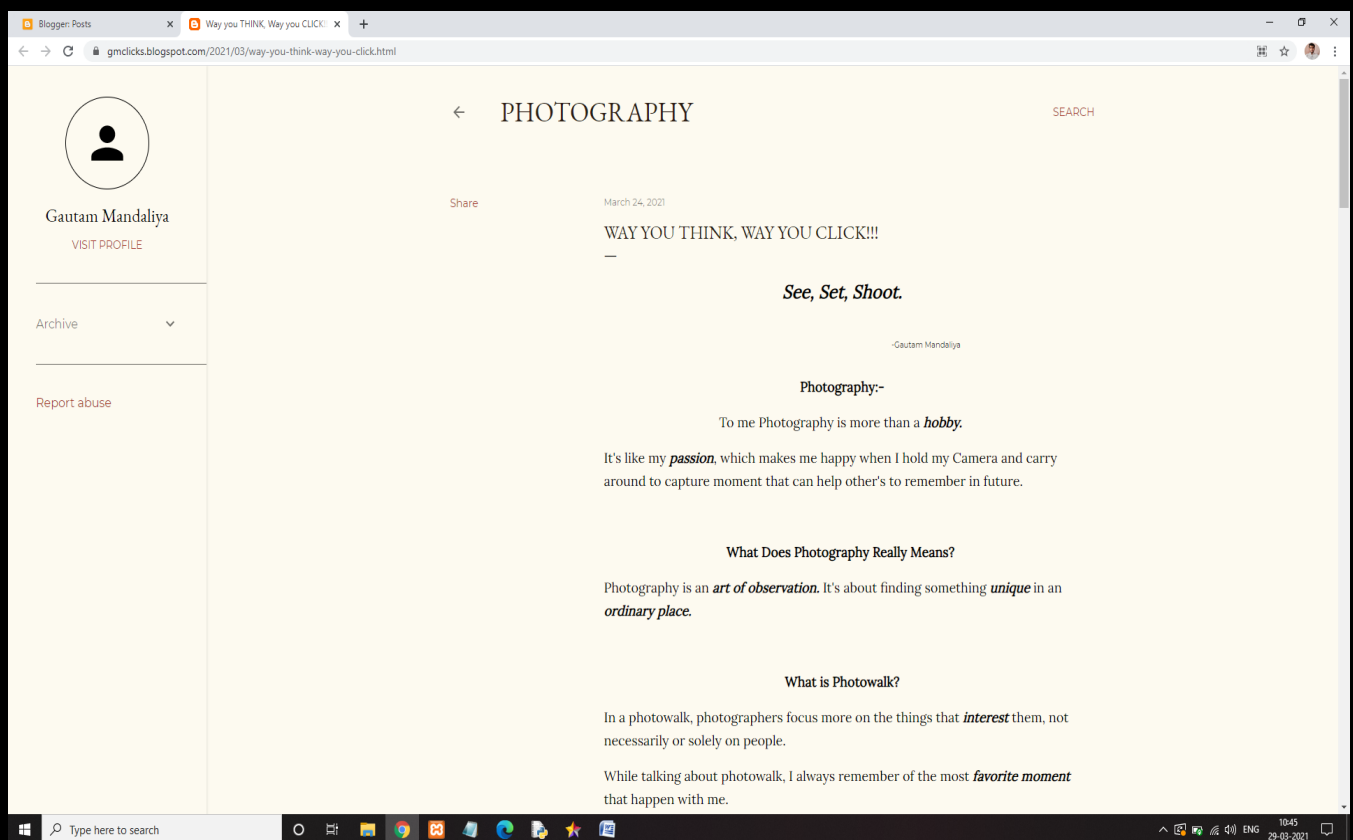 Blogger: Posts
Way you THINK, Way you CLICK!
gmclicks.blogspot.com/2021/03/way-you-think-way-you-click.html
Gautam Mandaliya
VISIT PROFILE
Archive
Report abuse
PHOTOGRAPHY
SEARCH
Share
March 24, 2021
WAY YOU THINK, WAY YOU CLICK!!!
See, Set, Shoot.
-Gautam Mandaliya
Photography:-
To me Photography is more than a hobby.
It's like my passion, which makes me happy when I hold my Camera and carry
around to capture moment that can help other's to remember in future.
What Does Photography Really Means?
Photography is an art of observation. It's about finding something unique in an
ordinary place.
What is Photowalk?
In a photowalk, photographers focus more on the things that interest them, not
necessarily or solely on people.
While talking about photowalk, I always remember of the most favorite moment
that happen with me.
Type here to search
ENG
10:45
29-03-2021